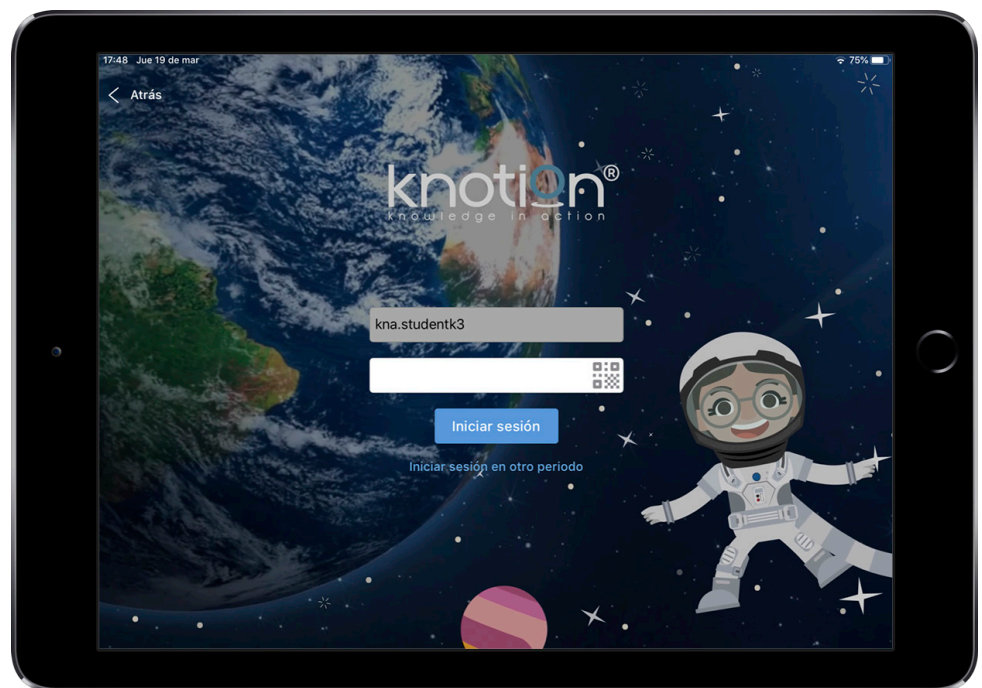 17:48 Jue 19 de mar
75%
Atrás
knotion®
knowledge in action
kna.studentk3
Iniciar sesión
Iniciar sesión en otro periodo